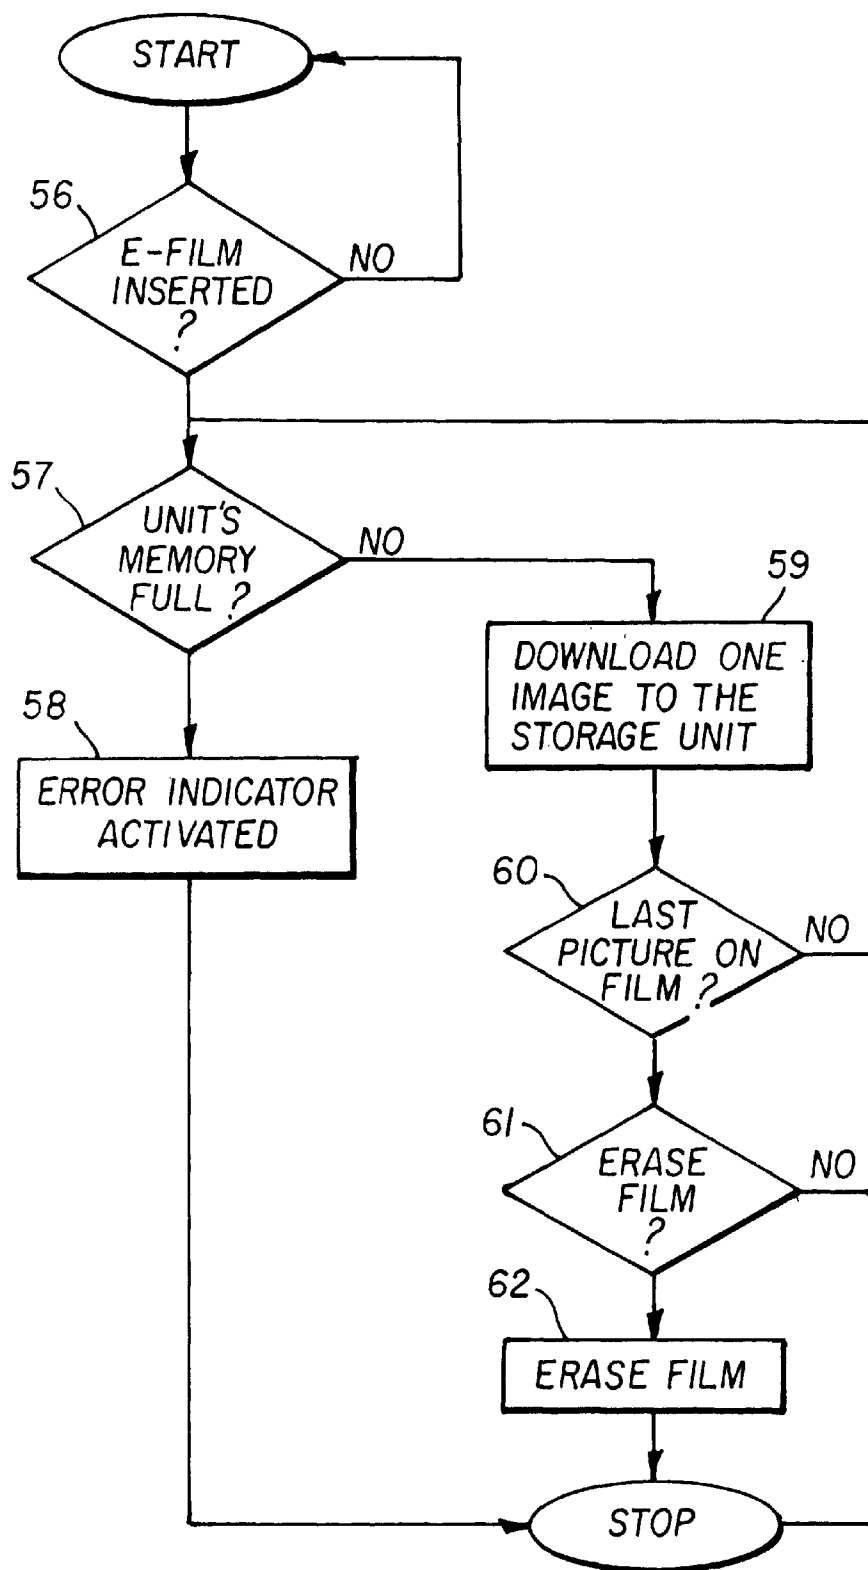 START
56
E-FILM
INSERTED
?
NO
57
UNIT'S
MEMORY
FULL ?
NO
58
ERROR INDICATOR
ACTIVATED
59
DOWNLOAD ONE
IMAGE TO THE
STORAGE UNIT
60
LAST
PICTURE ON
FILM ?
NO
61
ERASE
FILM
?
NO
62
ERASE FILM
STOP